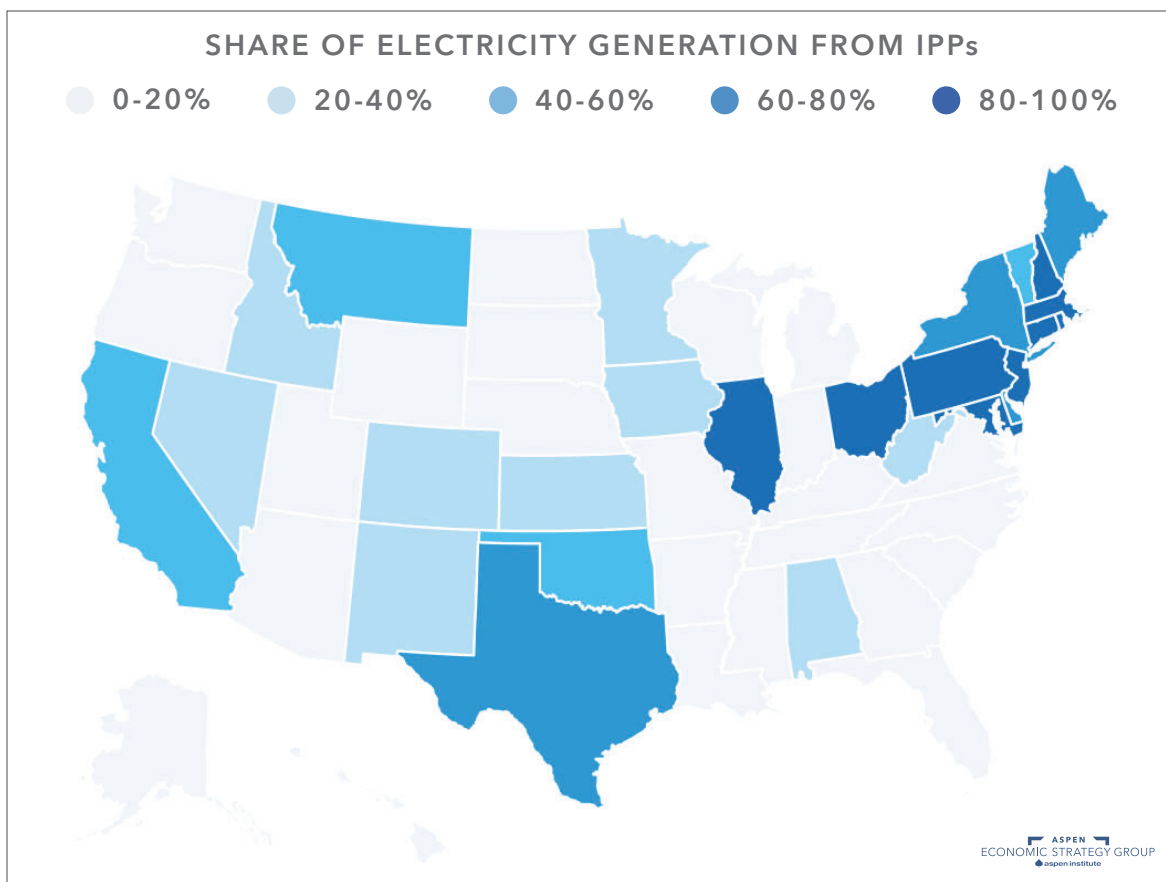 SHARE OF ELECTRICITY GENERATION FROM IPPs
0-20% 20-40% 40-60% 60-80% 80-100%
ASPEN
ECONOMIC STRATEGY GROUP
aspen institute